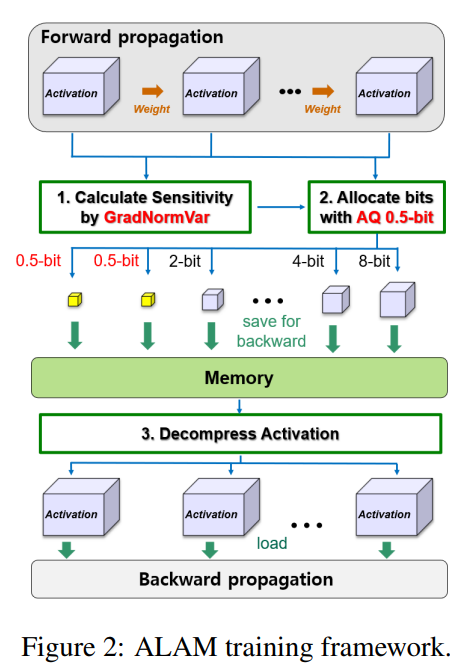 Forward propagation
Activation
Activation
•••
Activation
Weight
Weight
1. Calculate Sensitivity
by GradNormVar
2. Allocate bits
with AQ 0.5-bit
0.5-bit
0.5-bit
2-bit
4-bit
8-bit
•••
save for
backward
Memory
3. Decompress Activation
Activation
Activation
•••
Activation
load
Backward propagation
Figure 2: ALAM training framework.